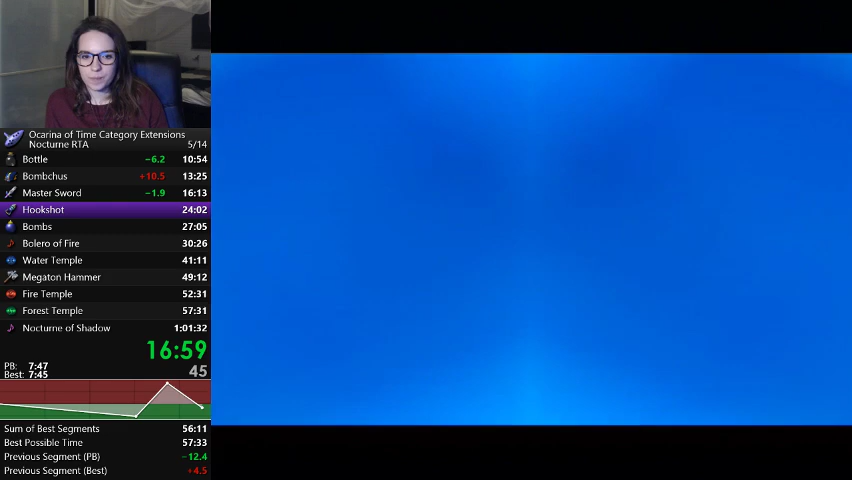 Ocarina of Time Category Extensions
Nocturne RTA 5/14
Bottle −6.2 10:54
Bombchus +10.5 13:25
Master Sword −1.9 16:13
Hookshot 24:02
Bombs 27:05
Bolero of Fire 30:26
Water Temple 41:11
Megaton Hammer 49:12
Fire Temple 52:31
Forest Temple 57:31
Nocturne of Shadow 1:01:32
16:59
PB: 7:47
Best: 7:45 45
Sum of Best Segments 56:11
Best Possible Time 57:33
Previous Segment (PB) −12.4
Previous Segment (Best) +4.5